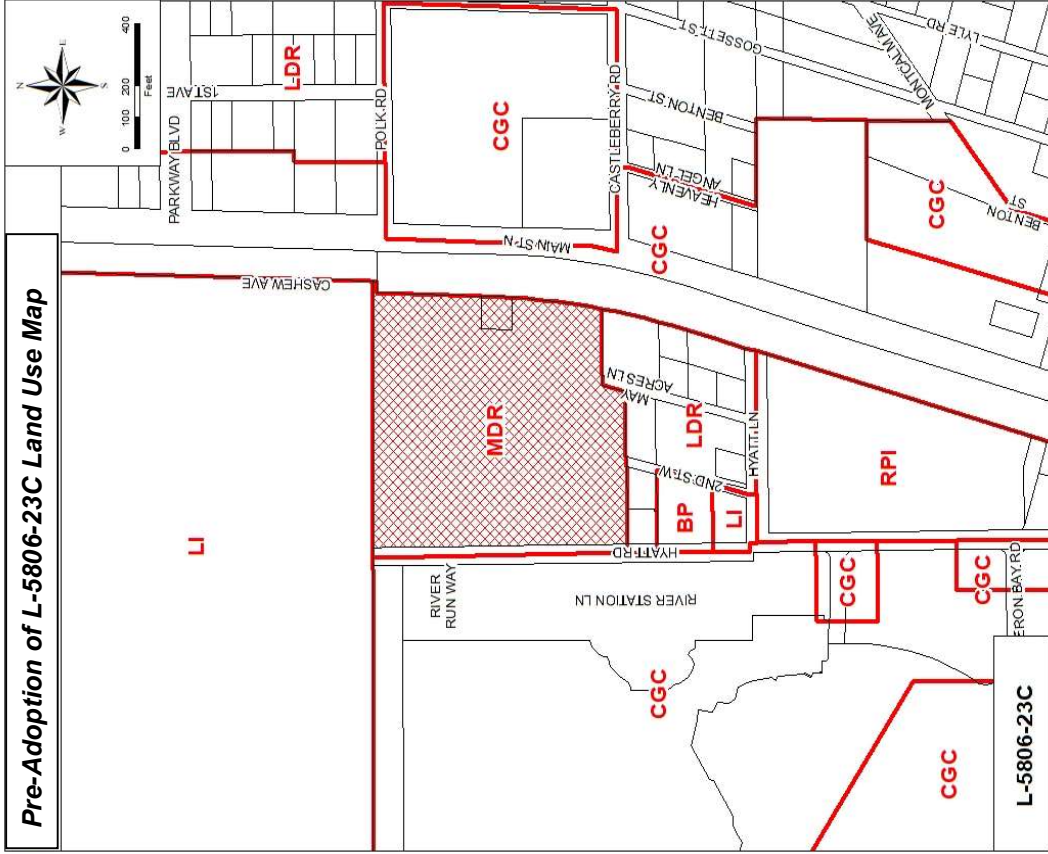 Pre-Adoption of L-5806-23C Land Use Map
N
E
S
W
0 100 200 400
Feet
PARKWAY BLVD
1ST AVE
LDR
POLK RD
CASHEW AVE
LI
CGC
MAIN ST N
CASTLEBERRY RD
GOSSETT ST
LYLE RD
MONTCALM AVE
BENTON ST
HEAVENLY
ANGEL LN
CGC
CGC
BENTON
ST
MDR
MAY
ACRES LN
LDR
2ND ST W
HYATT LN
BP
LI
HYATT RD
RPI
RIVER
RUN WAY
RIVER STATION LN
CGC
CGC
CGC
ERON BAY RD
CGC
L-5806-23C